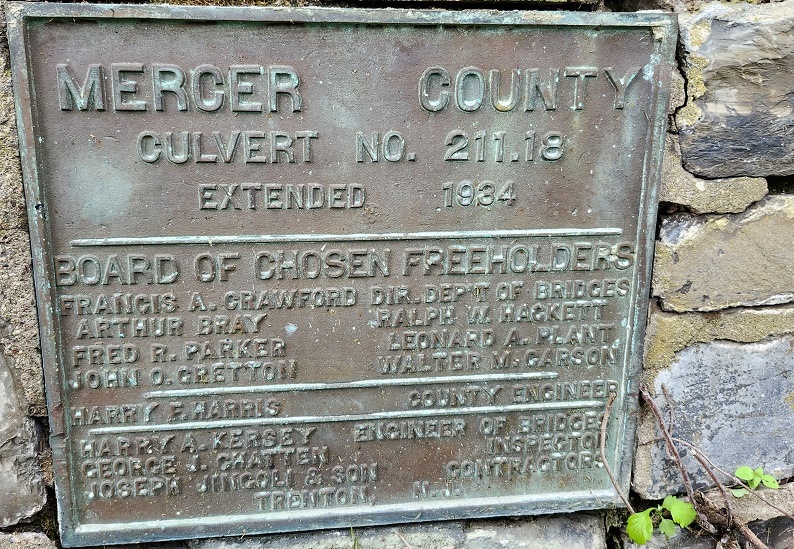 MERCER COUNTY
CULVERT NO. 211.18
EXTENDED 1934
BOARD OF CHOSEN FREEHOLDERS
FRANCIS A. CRAWFORD DIR. DEP'T OF BRIDGES
ARTHUR BRAY RALPH W. HACKETT
FRED R. PARKER LEONARD A. PLANT
JOHN O. GRETTON WALTER M. CARSON
HARRY F. HARRIS COUNTY ENGINEER
HARRY A. KERSEY ENGINEER OF BRIDGES
GEORGE J. INSPECTOR
JOSEPH JINGOLI & SON CONTRACTORS
TRENTON, N.J.